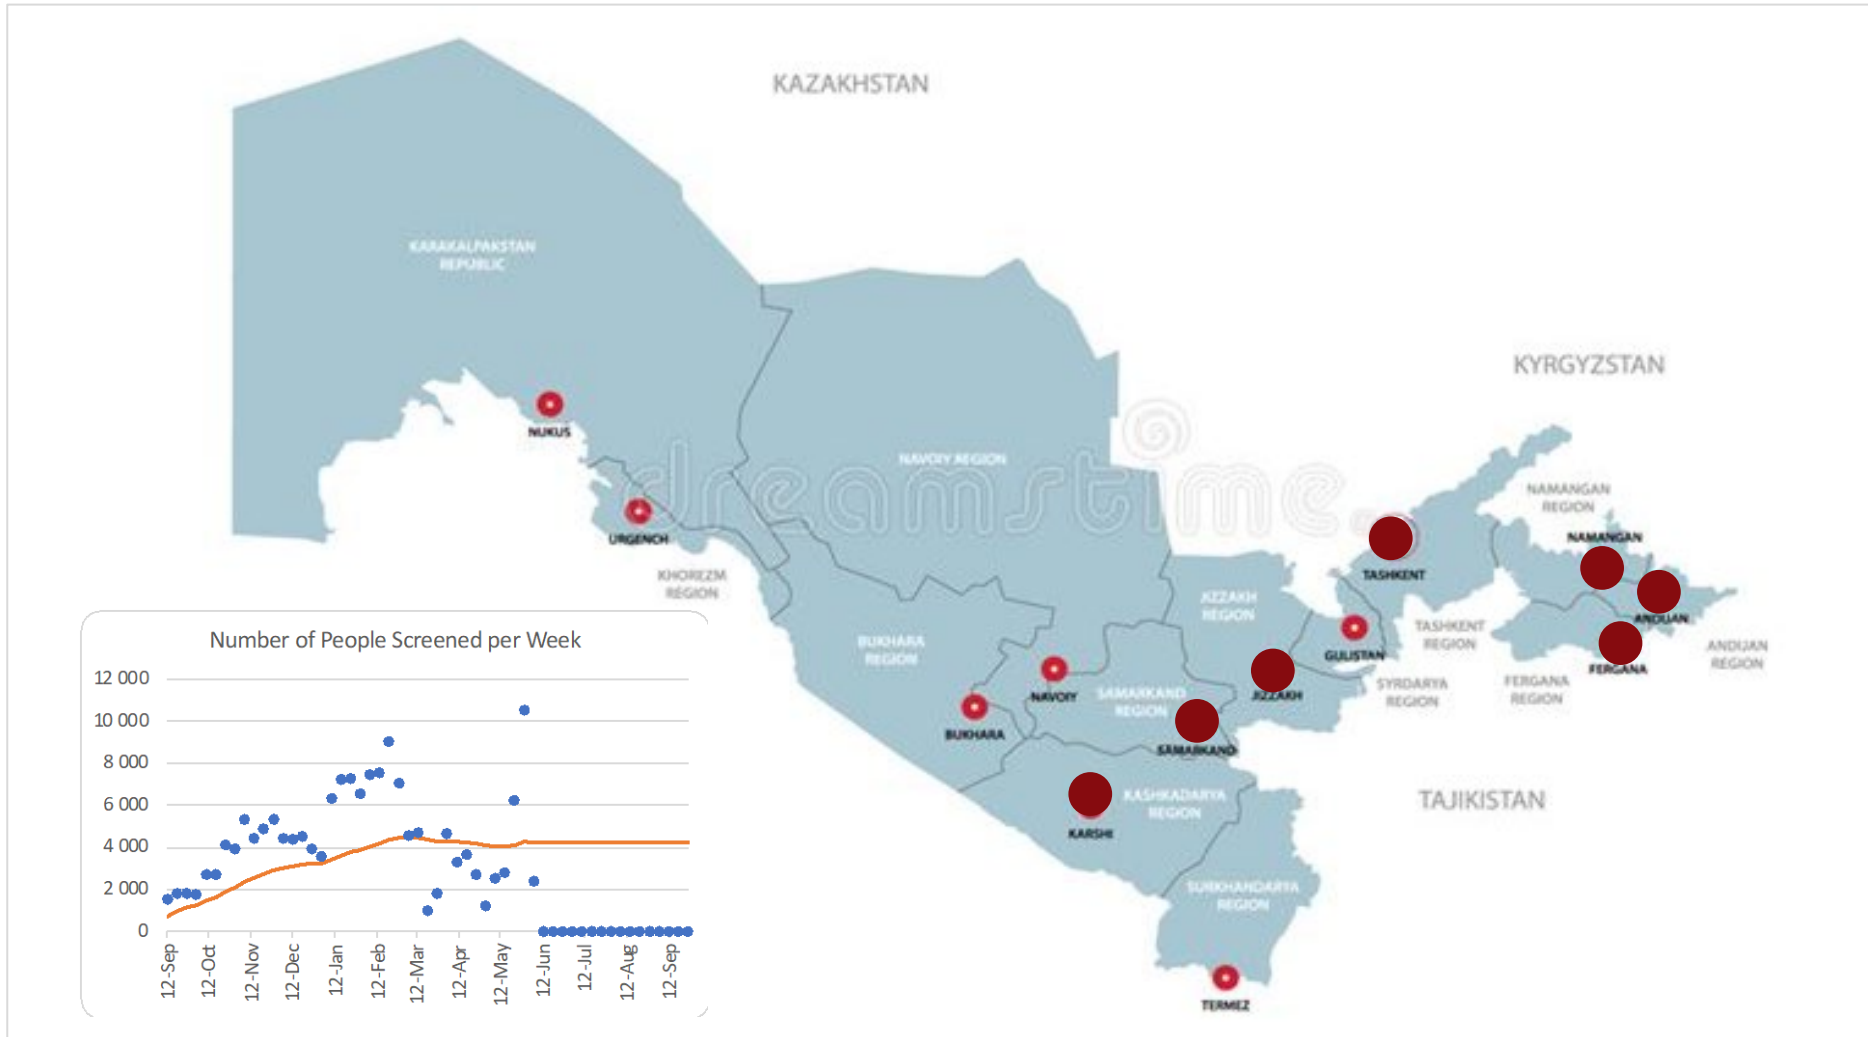 KAZAKHSTAN
KARAKALPAKSTAN
REPUBLIC
KYRGYZSTAN
NUKUS
NAVOIY REGION
dreamstime
NAMANGAN
REGION
URGENCH
NAMANGAN
KHOREZM
REGION
TASHKENT
JIZZAKH
REGION
ANDIJAN
TASHKENT
REGION
BUKHARA
REGION
GULISTAN
ANDIJAN
REGION
FERGANA
FERGANA
REGION
SYRDARYA
REGION
NAVOIY
SAMARKAND
REGION
JIZZAKH
BUKHARA
SAMARKAND
KASHKADARYA
REGION
TAJIKISTAN
KARSHI
SURKHANDARYA
REGION
TERMEZ
Number of People Screened per Week
12 000
10 000
8 000
6 000
4 000
2 000
0
12-Sep
12-Oct
12-Nov
12-Dec
12-Jan
12-Feb
12-Mar
12-Apr
12-May
12-Jun
12-Jul
12-Aug
12-Sep